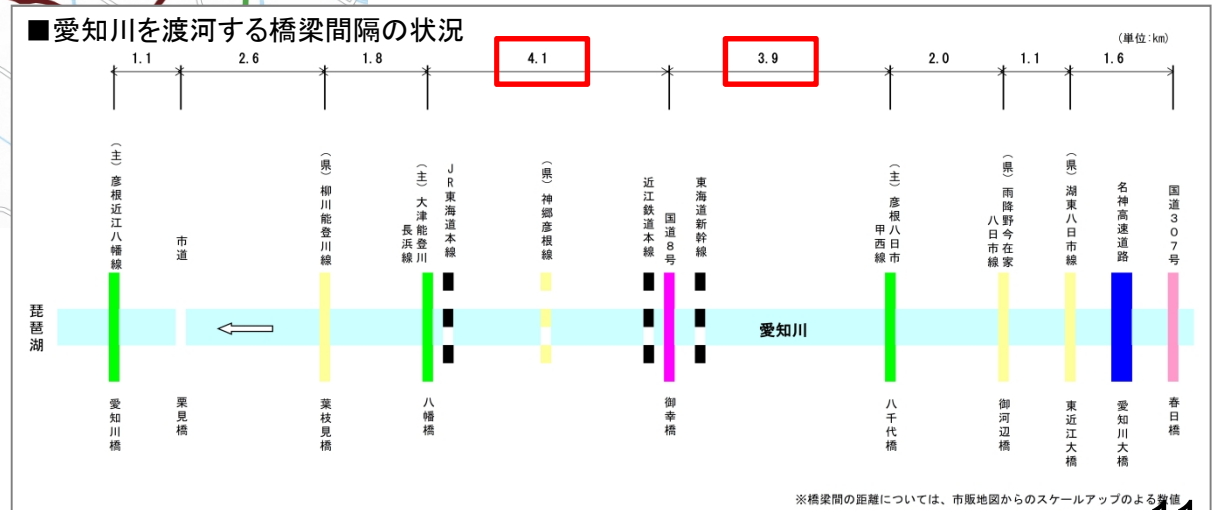 ■愛知川を渡河する橋梁間隔の状況
(単位:km)
1.1
2.6
1.8
4.1
3.9
2.0
1.1
1.6
(主)彦根近江八幡線
市道
(県)柳川能登川線
(主)大津能登川
長浜線
JR東海道本線
(県)神郷彦根線
近江鉄道本線
国道8号
東海道新幹線
(主)彦根八日市
甲西線
(県)雨降野今在家
八日市線
(県)湖東八日市線
名神高速道路
国道307号
琵琶湖
愛知川
愛知川橋
栗見橋
葉枝見橋
八幡橋
御幸橋
八千代橋
御河辺橋
東近江大橋
愛知川大橋
春日橋
※橋梁間の距離については、市販地図からのスケールアップのよる数値
11